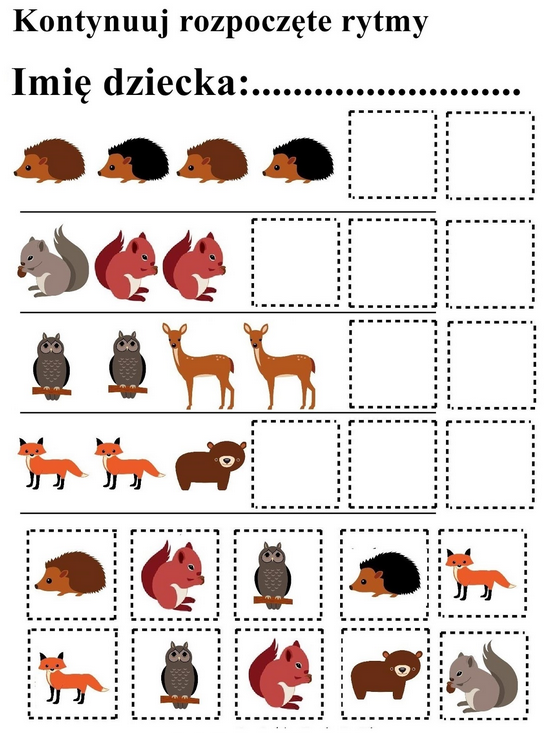 Kontynuuj rozpoczęte rytmy
Imię dziecka:..........................